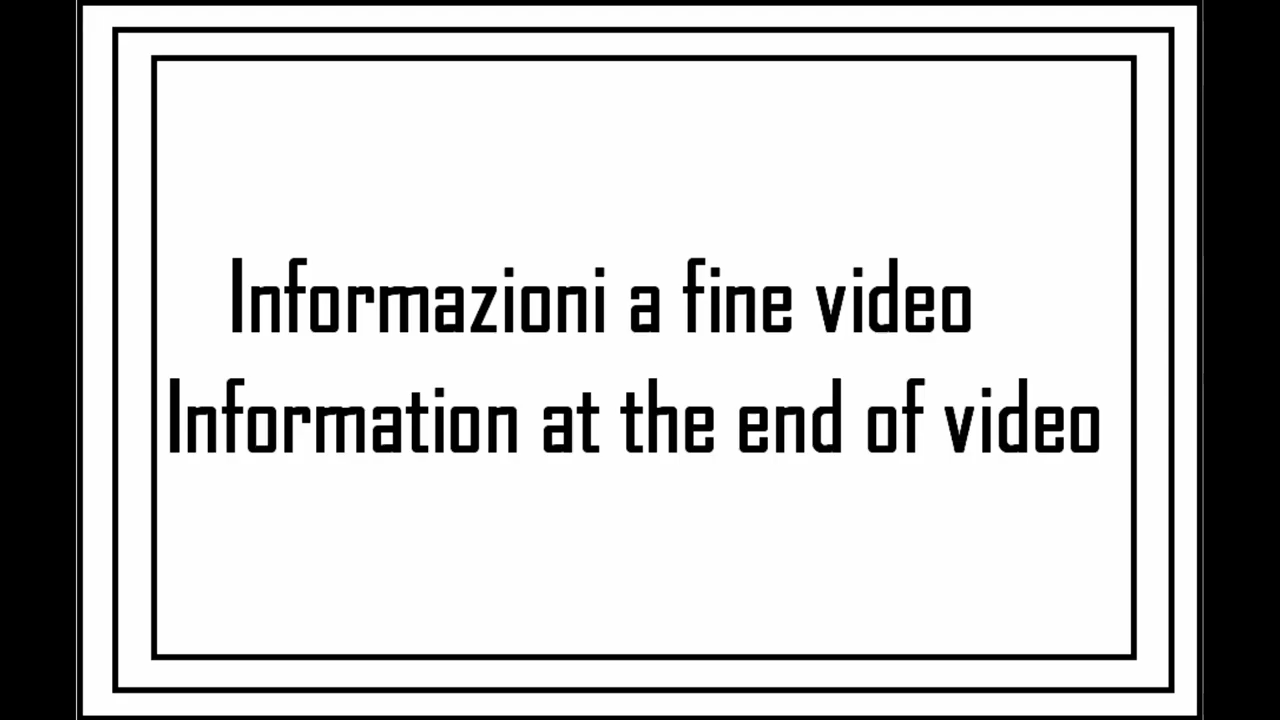 Informazioni a fine video
Information at the end of video